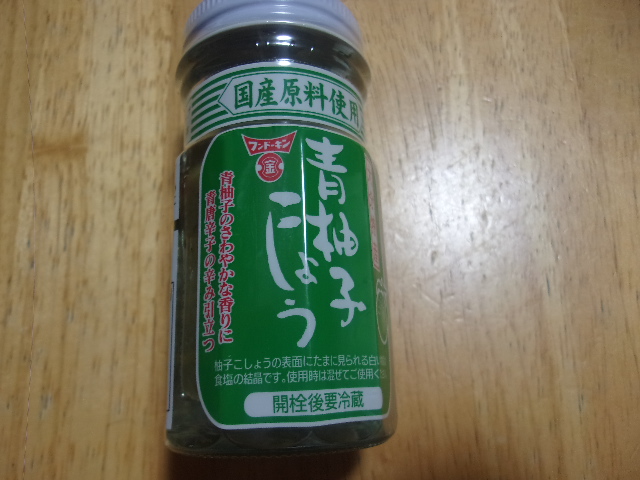 国産原料使用
フンドーキン
金
青柚子
こしょう
青柚子のさわやかな香りに
青唐辛子の辛み引立つ
柚子こしょうの表面にたまに見られる白い
食塩の結晶です。使用時は混ぜてご使用く
開栓後要冷蔵